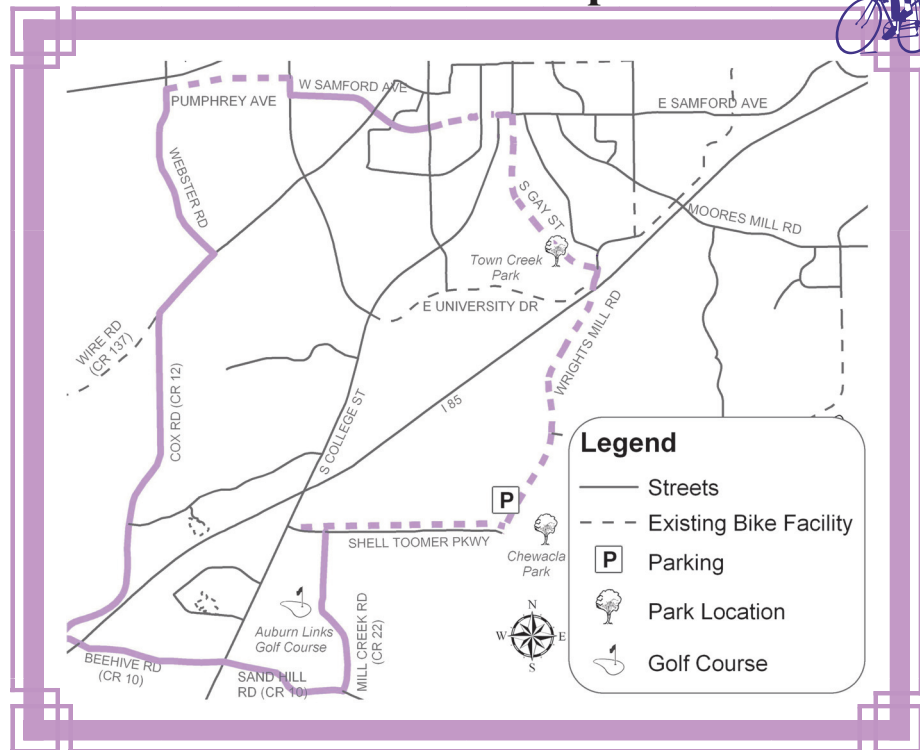 W SAMFORD AVE
PUMPHREY AVE
E SAMFORD AVE
WEBSTER RD
S GAY ST
MOORES MILL RD
Town Creek
Park
E UNIVERSITY DR
WIRE RD
(CR 137)
WRIGHTS MILL RD
COX RD (CR 12)
S COLLEGE ST
I 85
P
SHELL TOOMER PKWY
Chewacla
Park
Auburn Links
Golf Course
MILL CREEK RD
(CR 22)
BEEHIVE RD
(CR 10)
SAND HILL
RD (CR 10)
N
W
E
S
Legend
Streets
Existing Bike Facility
P Parking
Park Location
Golf Course